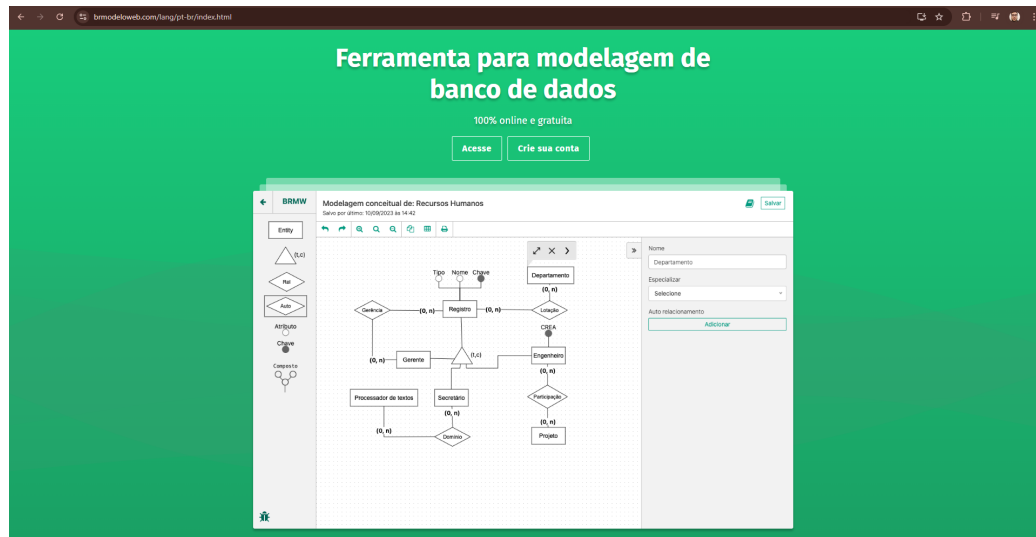 brmodeloweb.com/lang/pt-br/index.html
Ferramenta para modelagem de
banco de dados
100% online e gratuita
Acesse
Crie sua conta
BRMW
Modelagem conceitual de: Recursos Humanos
Salvo por último: 10/09/2023 às 14:42
Salvar
Entity
(t,c)
Rel
Auto
Atributo
Chave
Composto
Tipo
Nome
Chave
Departamento
(0, n)
Gerência
(0, n)
Registro
(0, n)
Lotação
CREA
(0, n)
Gerente
(t,c)
Engenheiro
(0, n)
Processador de textos
Secretário
Participação
(0, n)
(0, n)
(0, n)
Domínio
Projeto
Nome
Departamento
Especializar
Selecione
Auto relacionamento
Adicionar